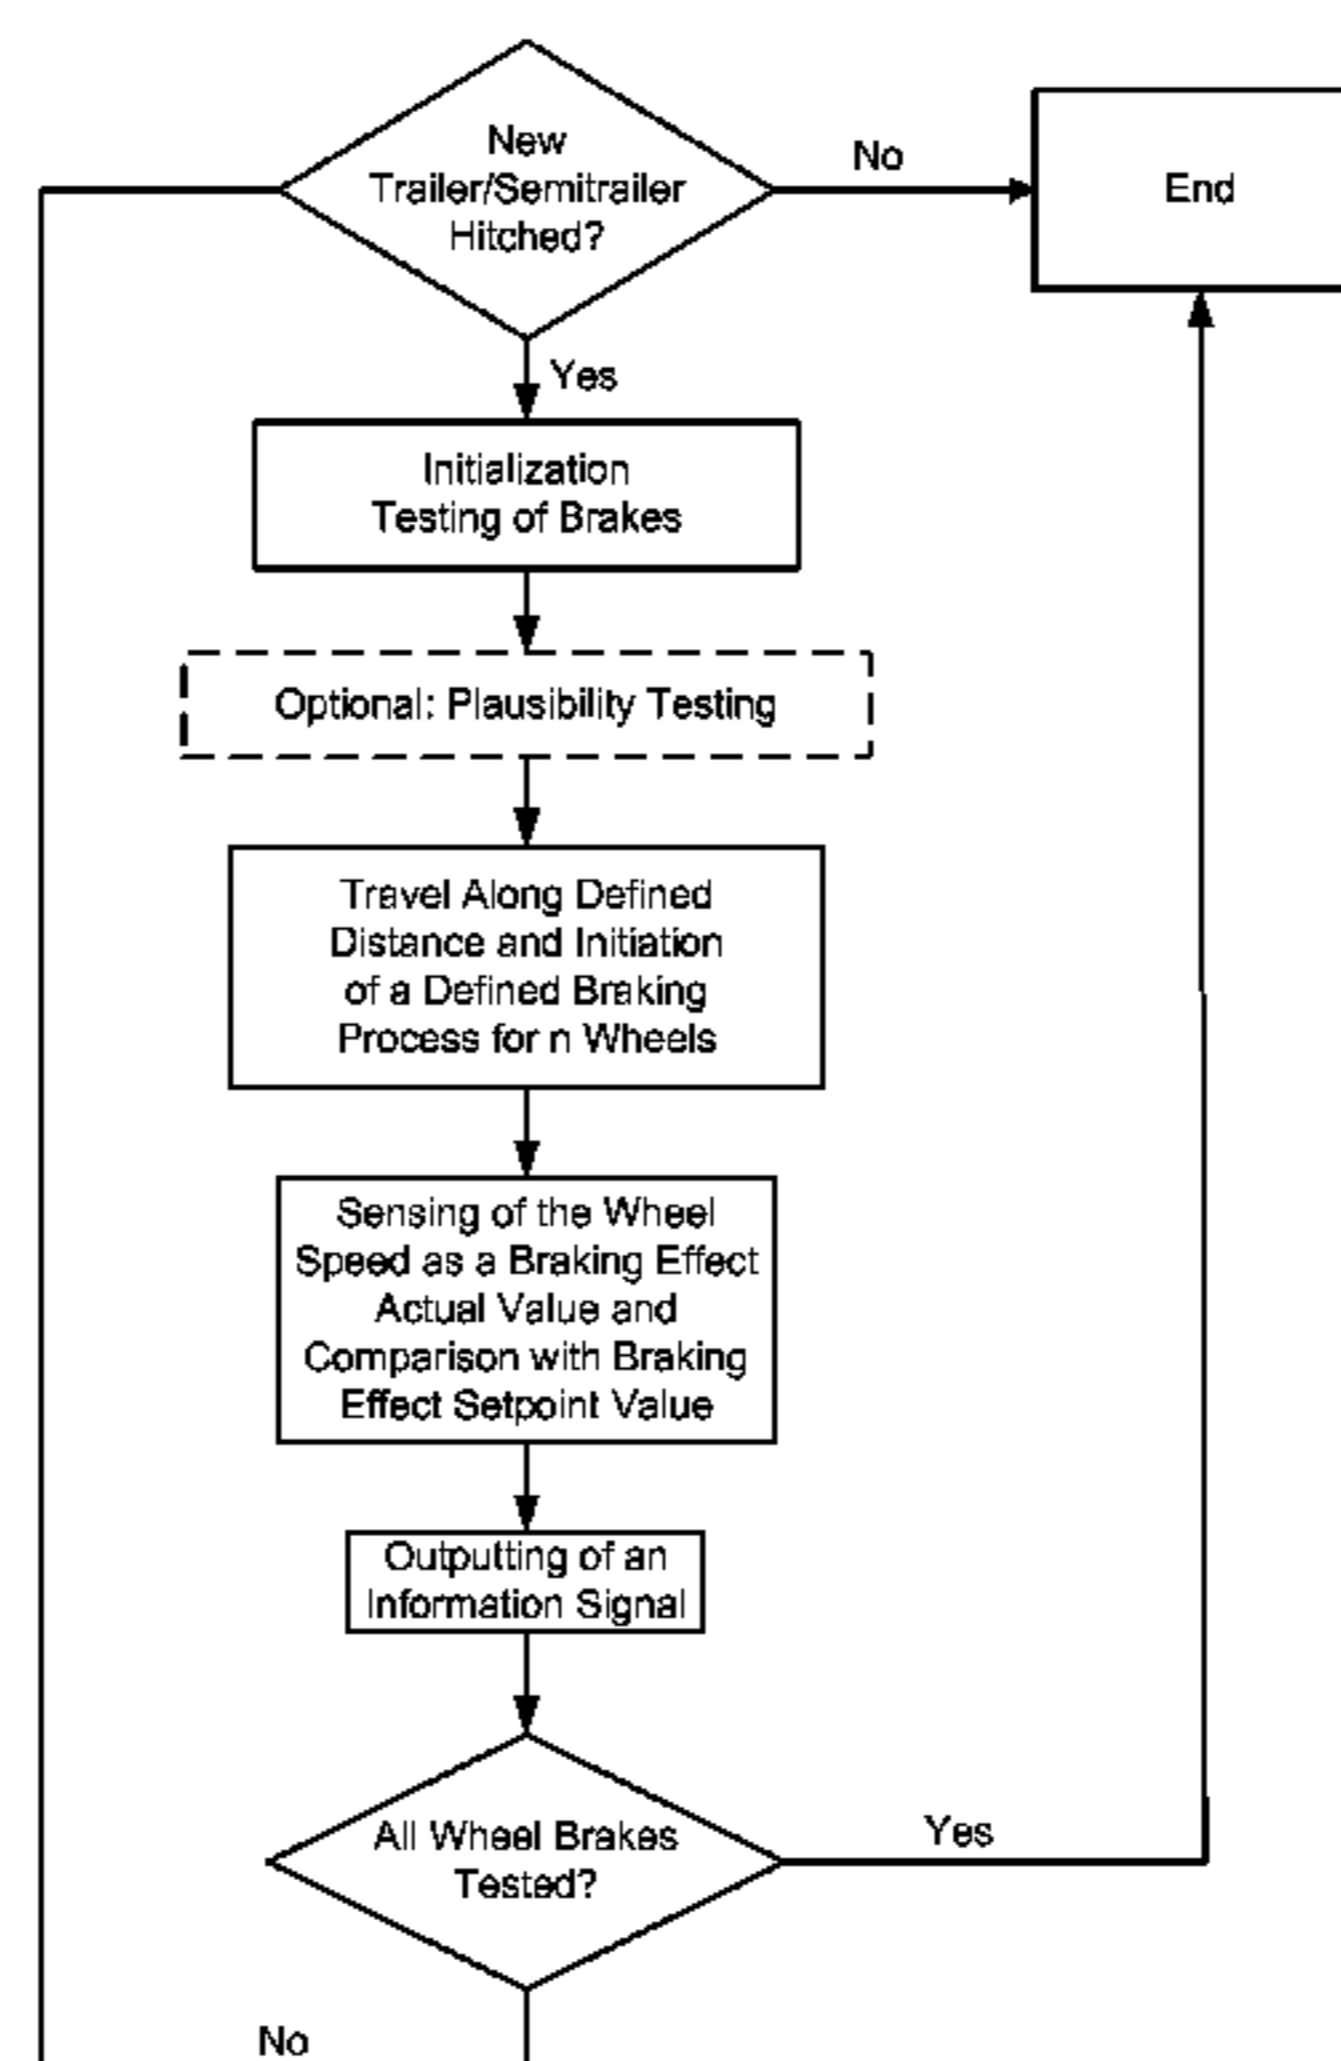 New
Trailer/Semitrailer
Hitched?
No
End
Yes
Initialization
Testing of Brakes
Optional: Plausibility Testing
Travel Along Defined
Distance and Initiation
of a Defined Braking
Process for n Wheels
Sensing of the Wheel
Speed as a Braking Effect
Actual Value and
Comparison with Braking
Effect Setpoint Value
Outputting of an
Information Signal
All Wheel Brakes
Tested?
Yes
No